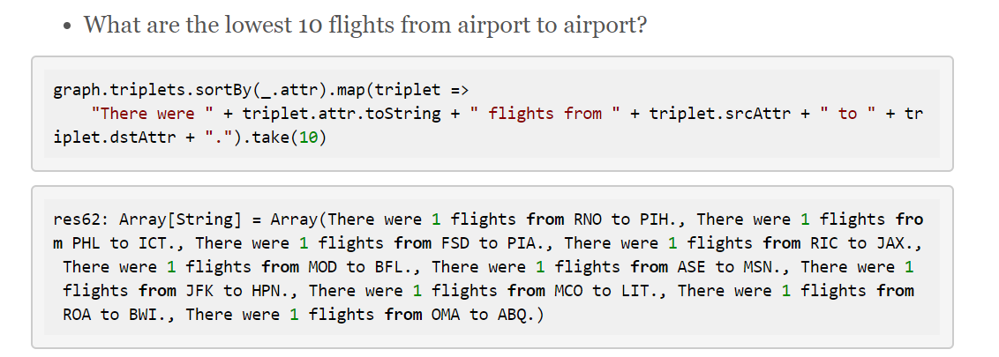 • What are the lowest 10 flights from airport to airport?
graph.triplets.sortBy(_.attr).map(triplet =>
    "There were " + triplet.attr.toString + " flights from " + triplet.srcAttr + " to " + tr
iplet.dstAttr + ".").take(10)
res62: Array[String] = Array(There were 1 flights from RNO to PIH., There were 1 flights fro
m PHL to ICT., There were 1 flights from FSD to PIA., There were 1 flights from RIC to JAX.,
 There were 1 flights from MOD to BFL., There were 1 flights from ASE to MSN., There were 1
 flights from JFK to HPN., There were 1 flights from MCO to LIT., There were 1 flights from
 ROA to BWI., There were 1 flights from OMA to ABQ.)